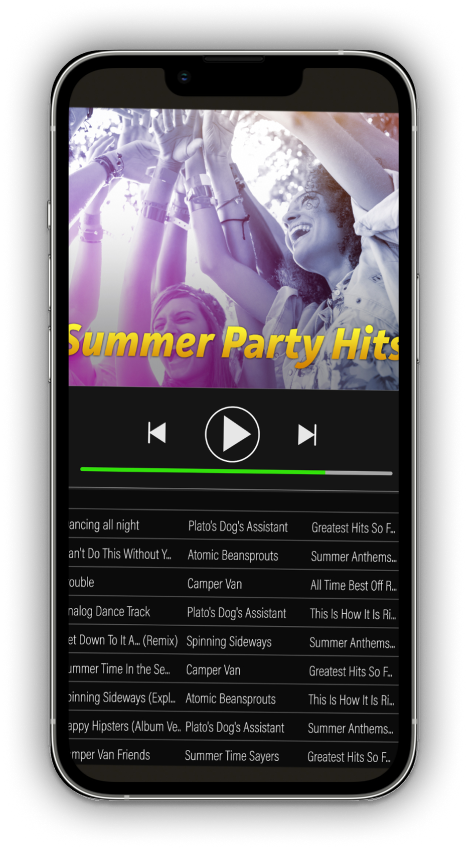 Summer Party Hits
ancing all night Plato's Dog's Assistant Greatest Hits So F...
an't Do This Without Y... Atomic Beansprouts Summer Anthems...
ouble Camper Van All Time Best Off R...
nalog Dance Track Plato's Dog's Assistant This Is How It Is Ri...
et Down To It A... (Remix) Spinning Sideways Summer Anthems...
ummer Time In the Se... Camper Van Greatest Hits So F...
pinning Sideways (Expl... Atomic Beansprouts This Is How It Is Ri...
appy Hipsters (Album Ve... Plato's Dog's Assistant Summer Anthems...
mper Van Friends Summer Time Sayers Greatest Hits So F...